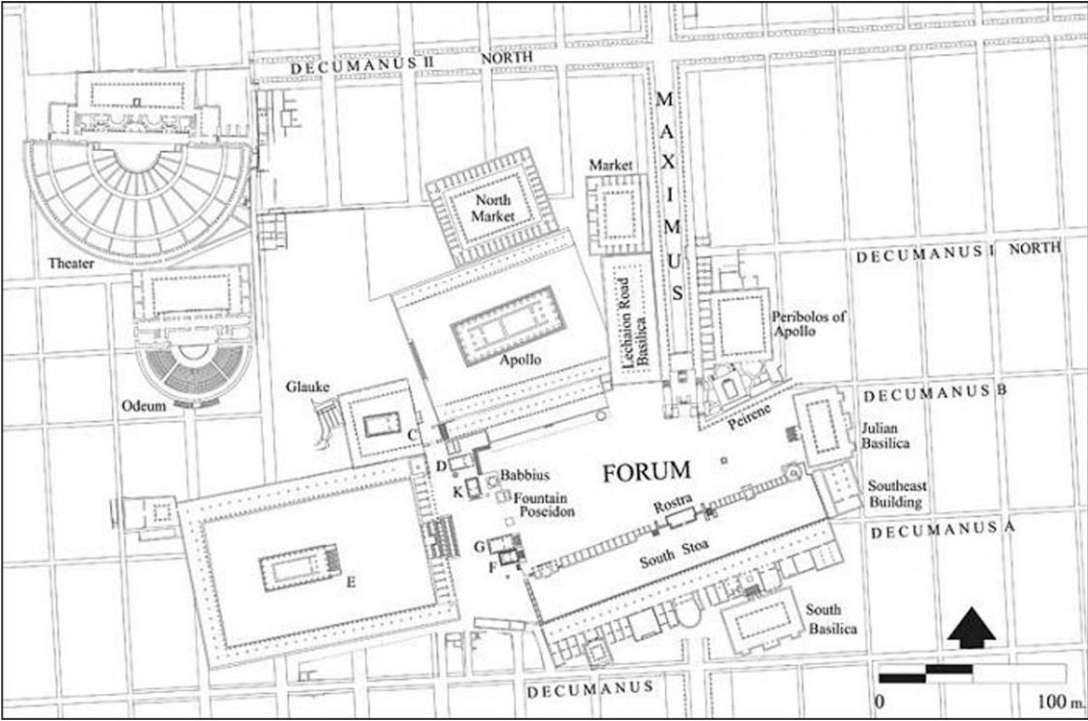 DECUMANUS II NORTH
MAXIMUS
Market
North
Market
Theater
DECUMANUS I NORTH
Lechaion Road
Basilica
Peribolos of
Apollo
Apollo
Glauke
Odeum
DECUMANUS B
Peirene
C
Julian
Basilica
D
Babbius
FORUM
K
Fountain
Poseidon
Southeast
Building
Rostra
DECUMANUS A
G
South Stoa
F
E
South
Basilica
DECUMANUS
0 100 m.